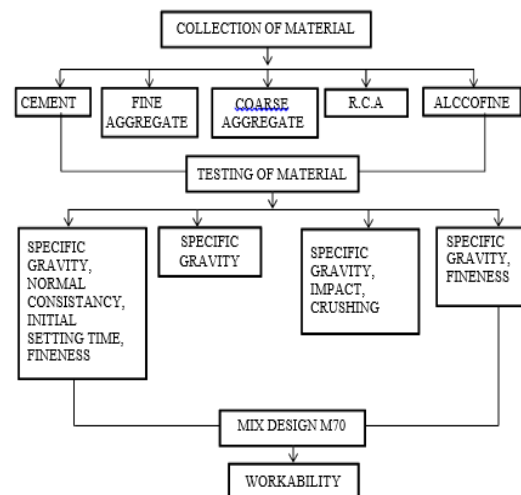 COLLECTION OF MATERIAL
CEMENT
FINE
AGGREGATE
COARSE
AGGREGATE
R.C.A
ALCCOFINE
TESTING OF MATERIAL
SPECIFIC
GRAVITY,
NORMAL
CONSISTANCY,
INITIAL
SETTING TIME,
FINENESS
SPECIFIC
GRAVITY
SPECIFIC
GRAVITY,
IMPACT,
CRUSHING
SPECIFIC
GRAVITY,
FINENESS
MIX DESIGN M70
WORKABILITY